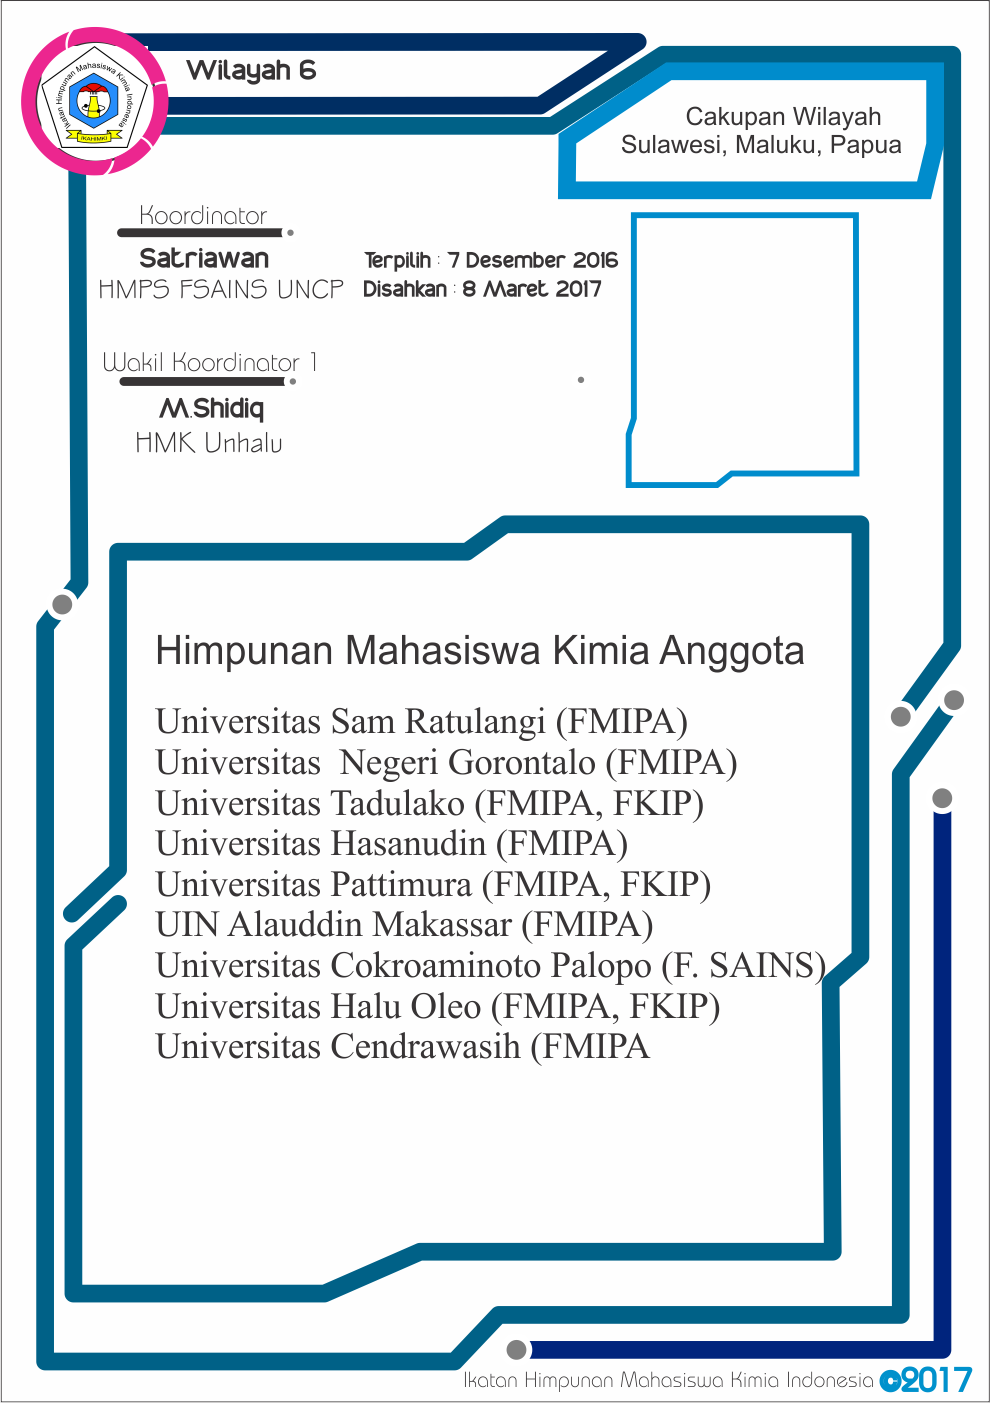 Ikatan Himpunan Mahasiswa Kimia Indonesia
IKAHIMKI
Wilayah 6
Cakupan Wilayah
Sulawesi, Maluku, Papua
Koordinator
Satriawan
HMPS FSAINS UNCP
Terpilih : 7 Desember 2016
Disahkan : 8 Maret 2017
Wakil Koordinator 1
M.Shidiq
HMK Unhalu
Himpunan Mahasiswa Kimia Anggota
Universitas Sam Ratulangi (FMIPA)
Universitas  Negeri Gorontalo (FMIPA)
Universitas Tadulako (FMIPA, FKIP)
Universitas Hasanudin (FMIPA)
Universitas Pattimura (FMIPA, FKIP)
UIN Alauddin Makassar (FMIPA)
Universitas Cokroaminoto Palopo (F. SAINS)
Universitas Halu Oleo (FMIPA, FKIP)
Universitas Cendrawasih (FMIPA
Ikatan Himpunan Mahasiswa Kimia Indonesia ©2017